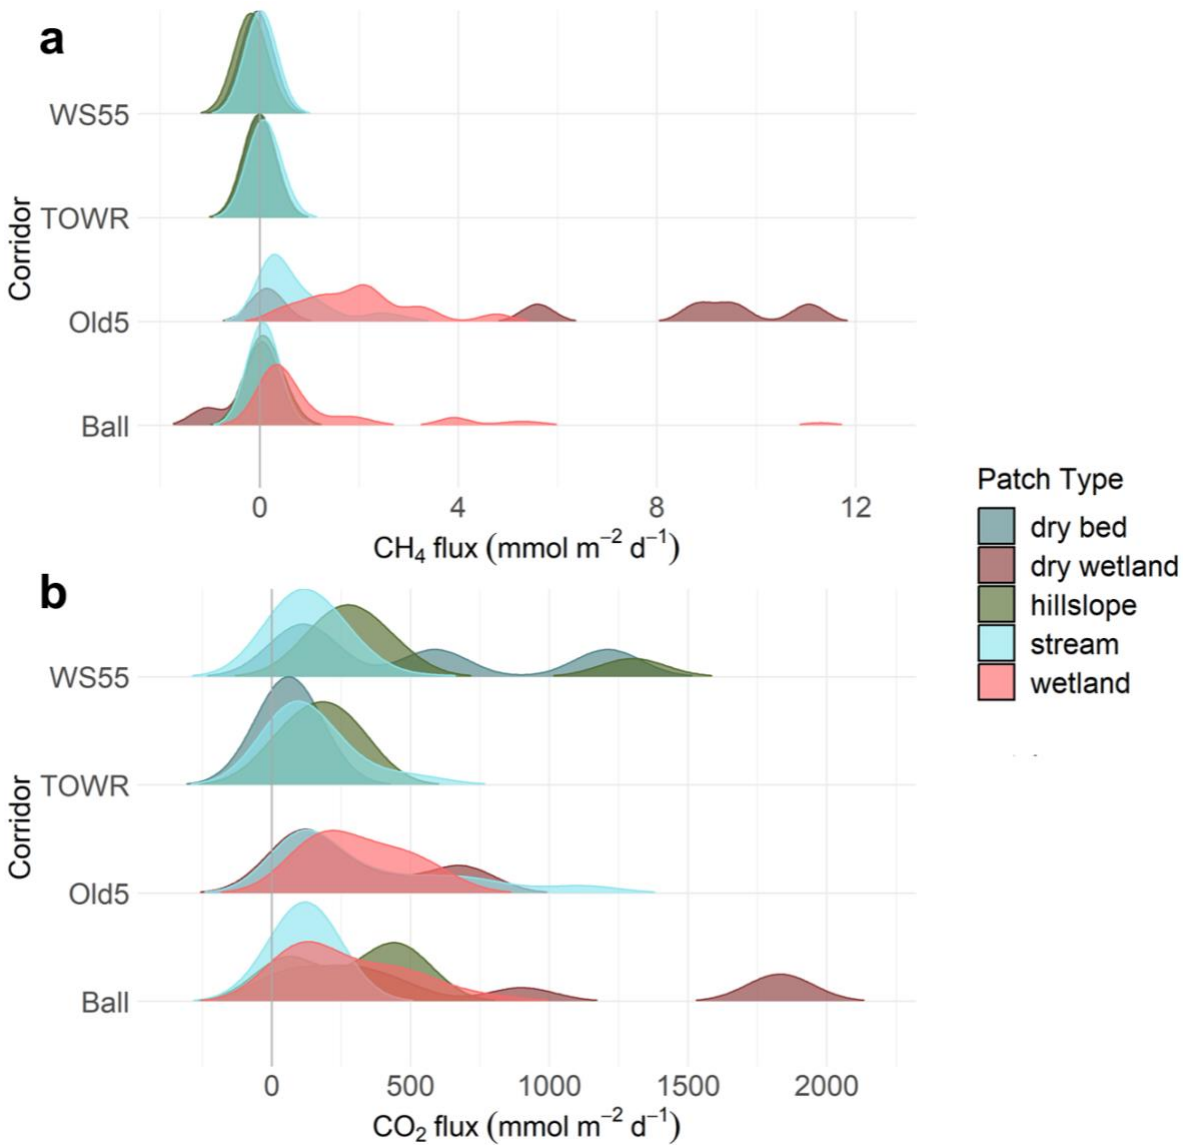 a
WS55
TOWR
Old5
Ball
Corridor
0 4 8 12
CH₄ flux (mmol m⁻² d⁻¹)
Patch Type
dry bed
dry wetland
hillslope
stream
wetland
b
WS55
TOWR
Old5
Ball
Corridor
0 500 1000 1500 2000
CO₂ flux (mmol m⁻² d⁻¹)